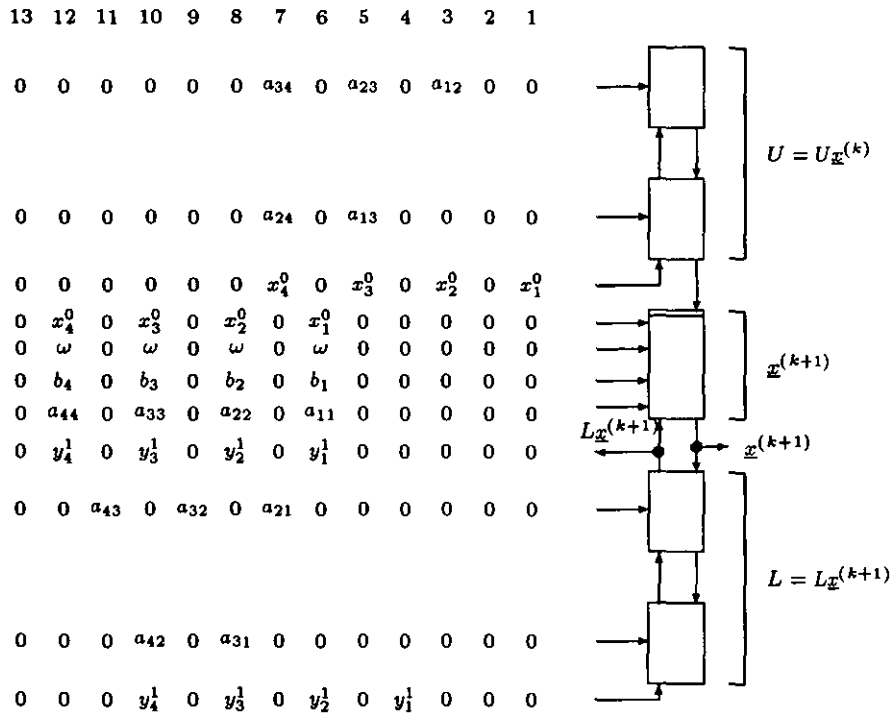 13 12 11 10 9 8 7 6 5 4 3 2 1
0 0 0 0 0 0 a₃₄ 0 a₂₃ 0 a₁₂ 0 0
U = Ux̲⁽ᵏ⁾
0 0 0 0 0 0 a₂₄ 0 a₁₃ 0 0 0 0
0 0 0 0 0 0 x₄⁰ 0 x₃⁰ 0 x₂⁰ 0 x₁⁰
0 x₄⁰ 0 x₃⁰ 0 x₂⁰ 0 x₁⁰ 0 0 0 0 0
0 ω 0 ω 0 ω 0 ω 0 0 0 0 0
0 b₄ 0 b₃ 0 b₂ 0 b₁ 0 0 0 0 0
x̲⁽ᵏ⁺¹⁾
0 a₄₄ 0 a₃₃ 0 a₂₂ 0 a₁₁ 0 0 0 0 0
Lx̲⁽ᵏ⁺¹⁾
0 y₄¹ 0 y₃¹ 0 y₂¹ 0 y₁¹ 0 0 0 0 0
x̲⁽ᵏ⁺¹⁾
0 0 a₄₃ 0 a₃₂ 0 a₂₁ 0 0 0 0 0 0
L = Lx̲⁽ᵏ⁺¹⁾
0 0 0 a₄₂ 0 a₃₁ 0 0 0 0 0 0 0
0 0 0 y₄¹ 0 y₃¹ 0 y₂¹ 0 y₁¹ 0 0 0